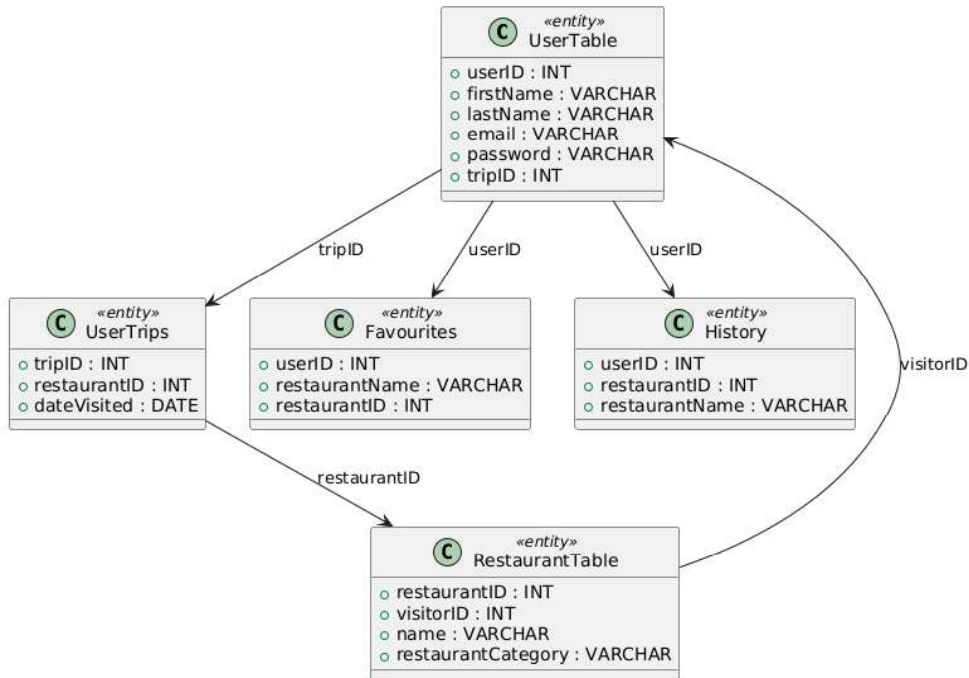 C
«entity»
UserTable
userID : INT
firstName : VARCHAR
lastName : VARCHAR
email : VARCHAR
password : VARCHAR
tripID : INT
tripID
userID
userID
C
«entity»
UserTrips
tripID : INT
restaurantID : INT
dateVisited : DATE
C
«entity»
Favourites
userID : INT
restaurantName : VARCHAR
restaurantID : INT
C
«entity»
History
userID : INT
restaurantID : INT
restaurantName : VARCHAR
visitorID
restaurantID
C
«entity»
RestaurantTable
restaurantID : INT
visitorID : INT
name : VARCHAR
restaurantCategory : VARCHAR